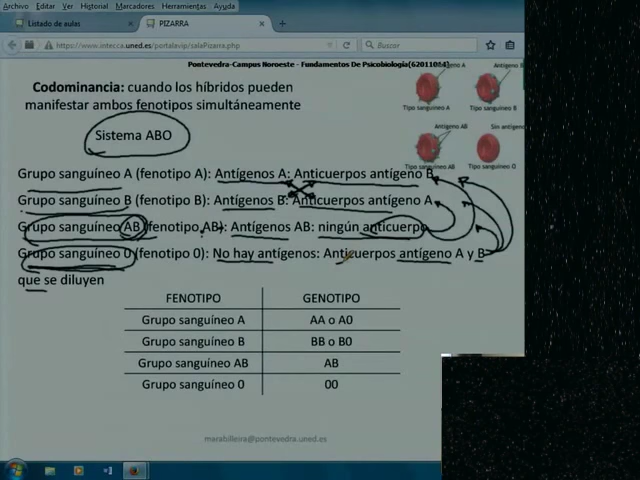 Archivo Editar Ver Historial Marcadores Herramientas Ayuda
Listado de aulas
PIZARRA
https://www.intecca.uned.es/portalavip/salaPizarra.php
Buscar
Pontevedra-Campus Noroeste - Fundamentos De Psicobiología(62011014)
Codominancia: cuando los híbridos pueden
manifestar ambos fenotipos simultáneamente
Sistema ABO
Antígeno A
Antígeno B
Tipo sanguíneo A
Tipo sanguíneo B
Antígenos AB
Sin antígeno
Tipo sanguíneo AB
Tipo sanguíneo O
Grupo sanguíneo A (fenotipo A): Antígenos A: Anticuerpos antígeno B
Grupo sanguíneo B (fenotipo B): Antígenos B: Anticuerpos antígeno A
Grupo sanguíneo AB (fenotipo AB): Antígenos AB: ningún anticuerpo
Grupo sanguíneo 0 (fenotipo 0): No hay antígenos: Anticuerpos antígeno A y B
que se diluyen
FENOTIPO GENOTIPO
Grupo sanguíneo A AA o A0
Grupo sanguíneo B BB o B0
Grupo sanguíneo AB AB
Grupo sanguíneo 0 00
marabilleira@pontevedra.uned.es